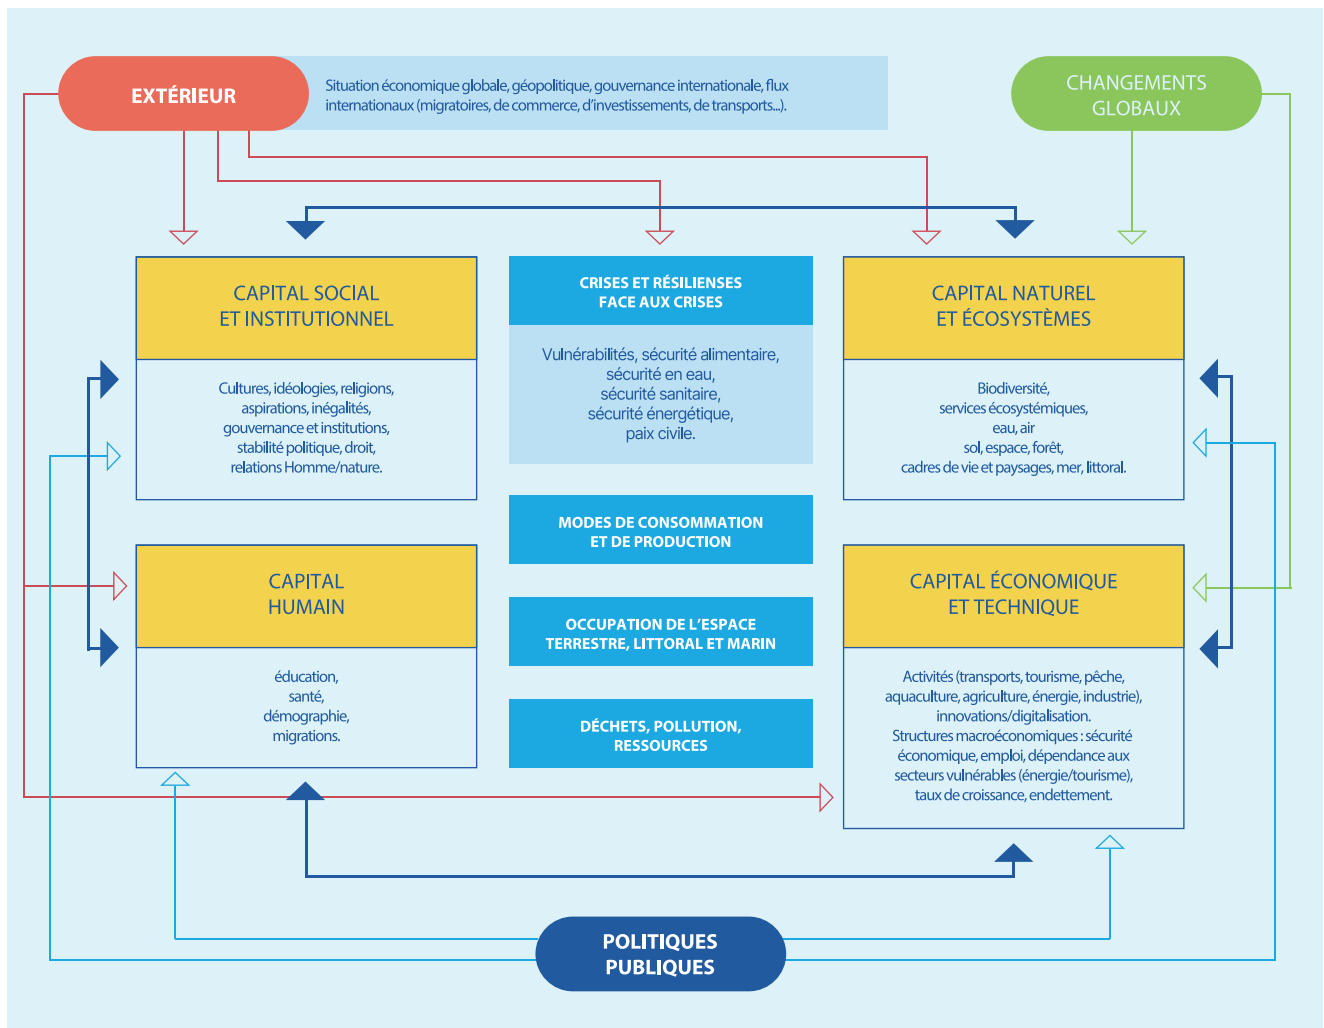 EXTÉRIEUR
Situation économique globale, géopolitique, gouvernance internationale, flux
internationaux (migratoires, de commerce, d'investissements, de transports...).
CHANGEMENTS
GLOBAUX
CAPITAL SOCIAL
ET INSTITUTIONNEL
Cultures, idéologies, religions,
aspirations, inégalités,
gouvernance et institutions,
stabilité politique, droit,
relations Homme/nature.
CRISES ET RÉSILIENSES
FACE AUX CRISES
Vulnérabilités, sécurité alimentaire,
sécurité en eau,
sécurité sanitaire,
sécurité énergétique,
paix civile.
CAPITAL NATUREL
ET ÉCOSYSTÈMES
Biodiversité,
services écosystémiques,
eau, air
sol, espace, forêt,
cadres de vie et paysages, mer, littoral.
MODES DE CONSOMMATION
ET DE PRODUCTION
CAPITAL
HUMAIN
éducation,
santé,
démographie,
migrations.
OCCUPATION DE L'ESPACE
TERRESTRE, LITTORAL ET MARIN
DÉCHETS, POLLUTION,
RESSOURCES
CAPITAL ÉCONOMIQUE
ET TECHNIQUE
Activités (transports, tourisme, pêche,
aquaculture, agriculture, énergie, industrie),
innovations/digitalisation.
Structures macroéconomiques : sécurité
économique, emploi, dépendance aux
secteurs vulnérables (énergie/tourisme),
taux de croissance, endettement.
POLITIQUES
PUBLIQUES